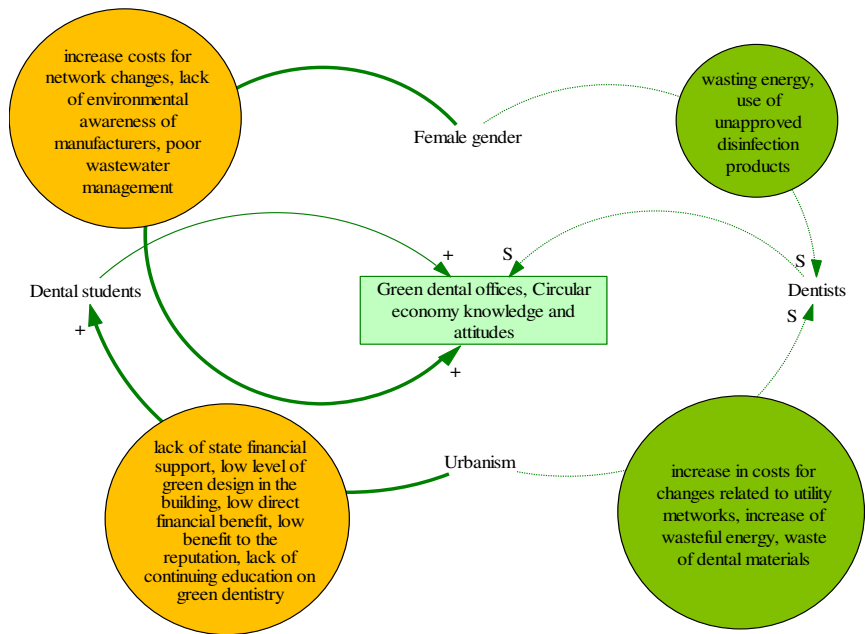 increase costs for
network changes, lack
of environmental
awareness of
manufacturers, poor
wastewater
management
wasting energy,
use of
unapproved
disinfection
products
Female gender
+
S
S
Dental students
Green dental offices, Circular
economy knowledge and
attitudes
Dentists
+
+
S
lack of state financial
support, low level of
green design in the
building, low direct
financial benefit, low
benefit to the
reputation, lack of
continuing education on
green dentistry
Urbanism
increase in costs for
changes related to utility
metworks, increase of
wasteful energy, waste
of dental materials